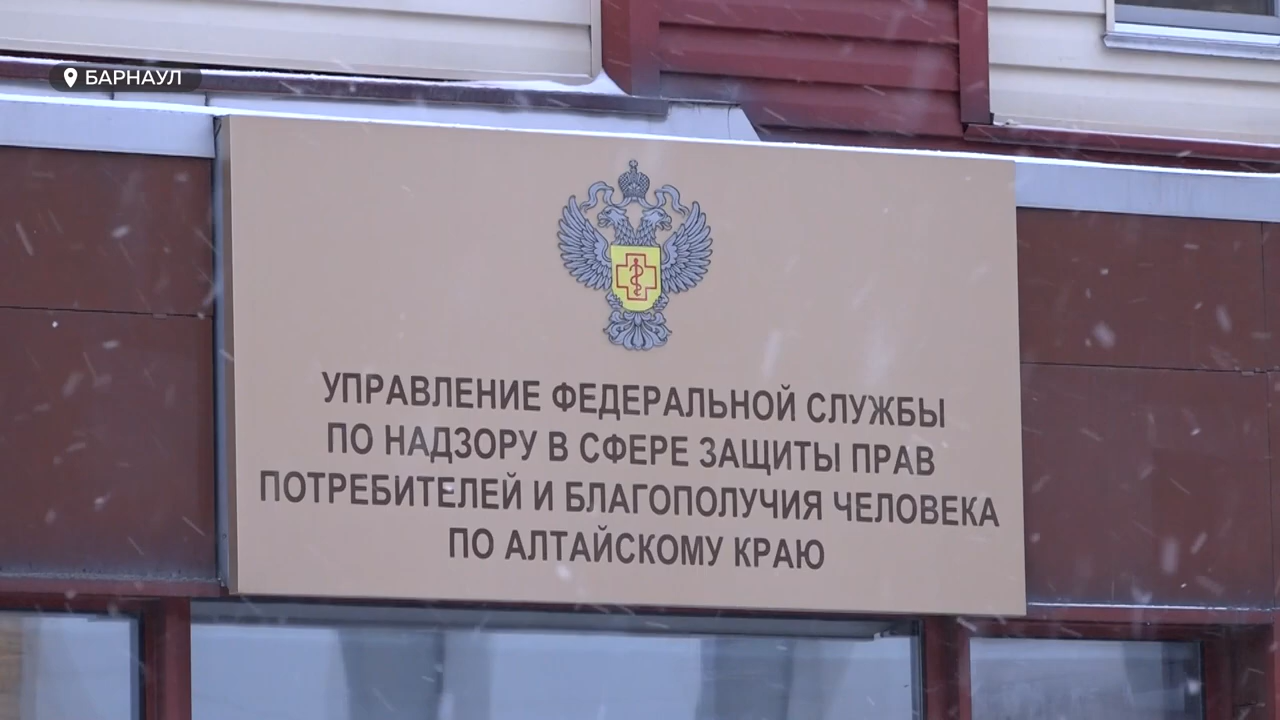 БАРНАУЛ
УПРАВЛЕНИЕ ФЕДЕРАЛЬНОЙ СЛУЖБЫ
ПО НАДЗОРУ В СФЕРЕ ЗАЩИТЫ ПРАВ
ПОТРЕБИТЕЛЕЙ И БЛАГОПОЛУЧИЯ ЧЕЛОВЕКА
ПО АЛТАЙСКОМУ КРАЮ